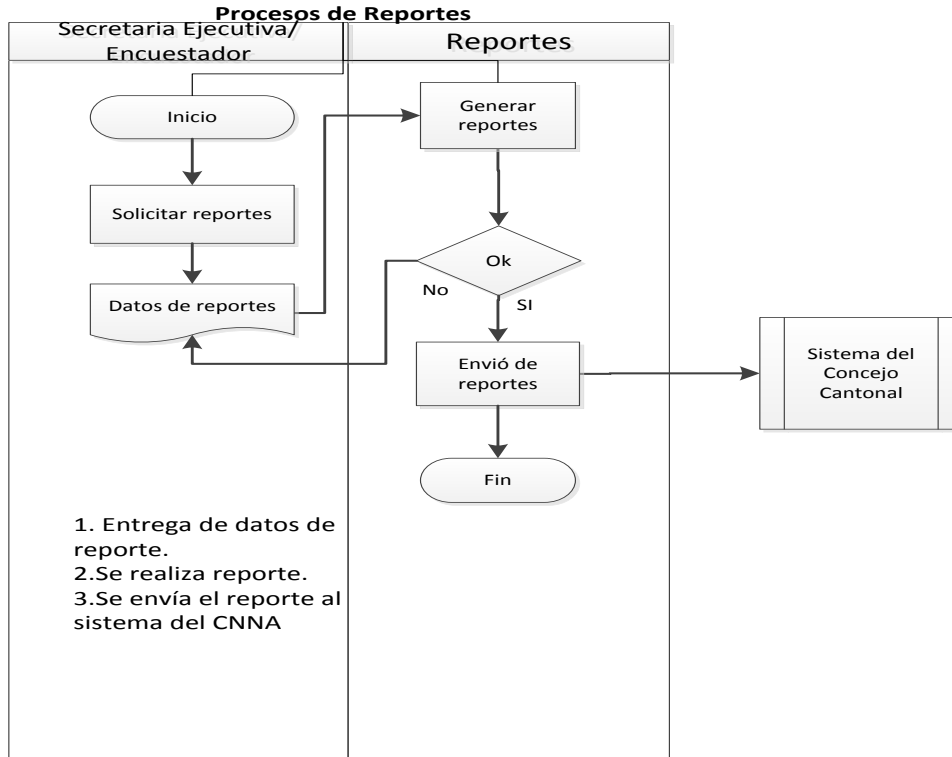 Procesos de Reportes
Secretaria Ejecutiva/
Encuestador
Reportes
Inicio
Solicitar reportes
Datos de reportes
Generar
reportes
Ok
No
SI
Envió de
reportes
Fin
Sistema del
Concejo
Cantonal
1. Entrega de datos de
reporte.
2.Se realiza reporte.
3.Se envía el reporte al
sistema del CNNA